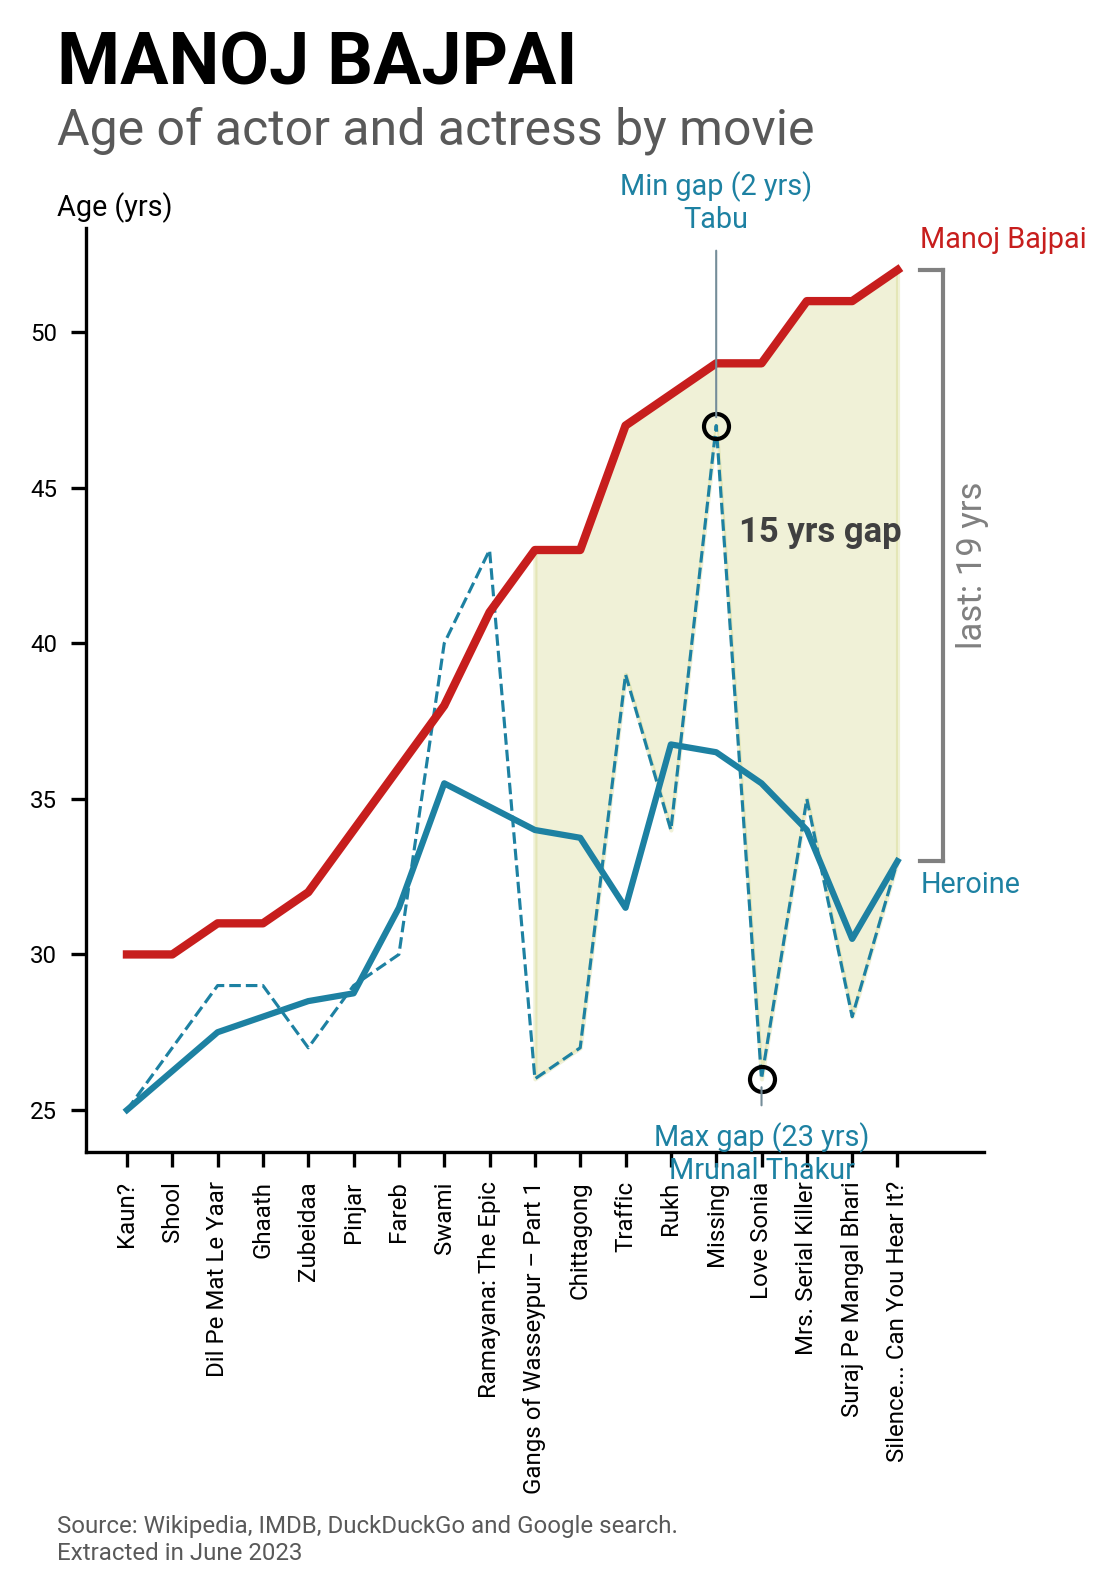 MANOJ BAJPAI
Age of actor and actress by movie
Min gap (2 yrs)
Tabu
Age (yrs)
Manoj Bajpai
50
45
40
35
30
25
15 yrs gap
last: 19 yrs
Heroine
Max gap (23 yrs)
Mrunal Thakur
Kaun?
Shool
Dil Pe Mat Le Yaar
Ghaath
Zubeidaa
Pinjar
Fareb
Swami
Ramayana: The Epic
Gangs of Wasseypur – Part 1
Chittagong
Traffic
Rukh
Missing
Love Sonia
Mrs. Serial Killer
Suraj Pe Mangal Bhari
Silence... Can You Hear It?
Source: Wikipedia, IMDB, DuckDuckGo and Google search.
Extracted in June 2023